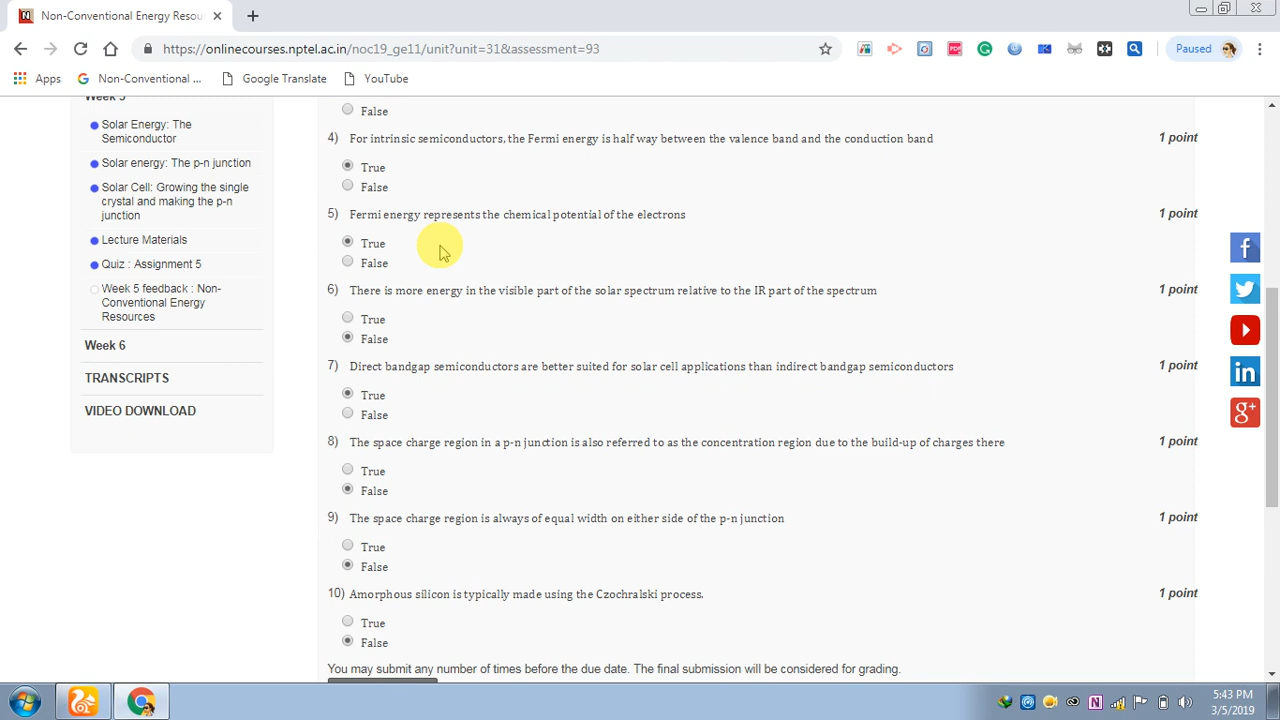 Non-Conventional Energy Resou
https://onlinecourses.nptel.ac.in/noc19_ge11/unit?unit=31&assessment=93
Paused
Apps
Non-Conventional ...
Google Translate
YouTube
Solar Energy: The
Semiconductor
Solar energy: The p-n junction
Solar Cell: Growing the single
crystal and making the p-n
junction
Lecture Materials
Quiz : Assignment 5
Week 5 feedback : Non-
Conventional Energy
Resources
Week 6
TRANSCRIPTS
VIDEO DOWNLOAD
False
4) For intrinsic semiconductors, the Fermi energy is half way between the valence band and the conduction band 1 point
True
False
5) Fermi energy represents the chemical potential of the electrons 1 point
True
False
6) There is more energy in the visible part of the solar spectrum relative to the IR part of the spectrum 1 point
True
False
7) Direct bandgap semiconductors are better suited for solar cell applications than indirect bandgap semiconductors 1 point
True
False
8) The space charge region in a p-n junction is also referred to as the concentration region due to the build-up of charges there 1 point
True
False
9) The space charge region is always of equal width on either side of the p-n junction 1 point
True
False
10) Amorphous silicon is typically made using the Czochralski process. 1 point
True
False
You may submit any number of times before the due date. The final submission will be considered for grading.
5:43 PM
3/5/2019